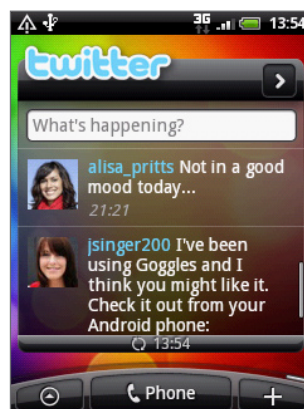 3G 13:54
twitter
What's happening?
alisa_pritts Not in a good
mood today...
21:21
jsinger200 I've been
using Goggles and I
think you might like it.
Check it out from your
Android phone:
13:54
Phone